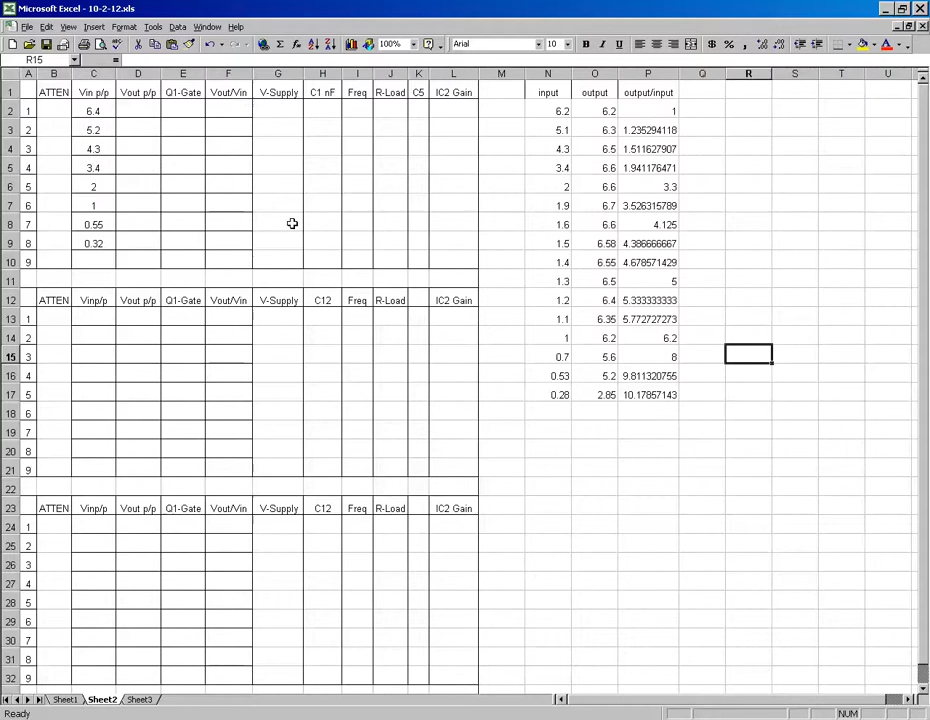 Microsoft Excel - 10-2-12.xls
File Edit View Insert Format Tools Data Window Help
100% Arial 10 B I U $ % ,
R15 =
A B C D E F G H I J K L M N O P Q R S T U
1 ATTEN Vin p/p Vout p/p Q1-Gate Vout/Vin V-Supply C1 nF Freq R-Load C5 IC2 Gain input output output/input
2 1 6.4 6.2 6.2 1
3 2 5.2 5.1 6.3 1.235294118
4 3 4.3 4.3 6.5 1.511627907
5 4 3.4 3.4 6.6 1.941176471
6 5 2 2 6.6 3.3
7 6 1 1.9 6.7 3.526315789
8 7 0.55 1.6 6.6 4.125
9 8 0.32 1.5 6.58 4.386666667
10 9 1.4 6.55 4.678571429
11 1.3 6.5 5
12 ATTEN Vinp/p Vout p/p Q1-Gate Vout/Vin V-Supply C12 Freq R-Load IC2 Gain 1.2 6.4 5.333333333
13 1 1.1 6.35 5.772727273
14 2 1 6.2 6.2
15 3 0.7 5.6 8
16 4 0.53 5.2 9.811320755
17 5 0.28 2.85 10.17857143
18 6
19 7
20 8
21 9
22
23 ATTEN Vinp/p Vout p/p Q1-Gate Vout/Vin V-Supply C12 Freq R-Load IC2 Gain
24 1
25 2
26 3
27 4
28 5
29 6
30 7
31 8
32 9
Sheet1 Sheet2 Sheet3
Ready NUM